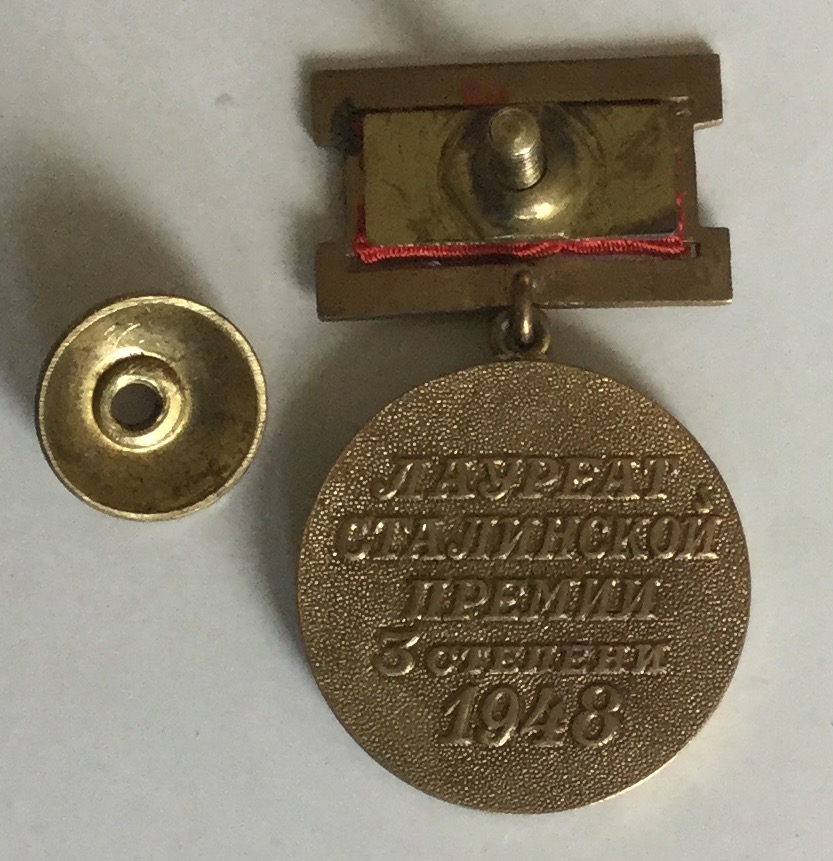 ЛАУРЕАТ
СТАЛИНСКОЙ
ПРЕМИИ
3 СТЕПЕНИ
1948